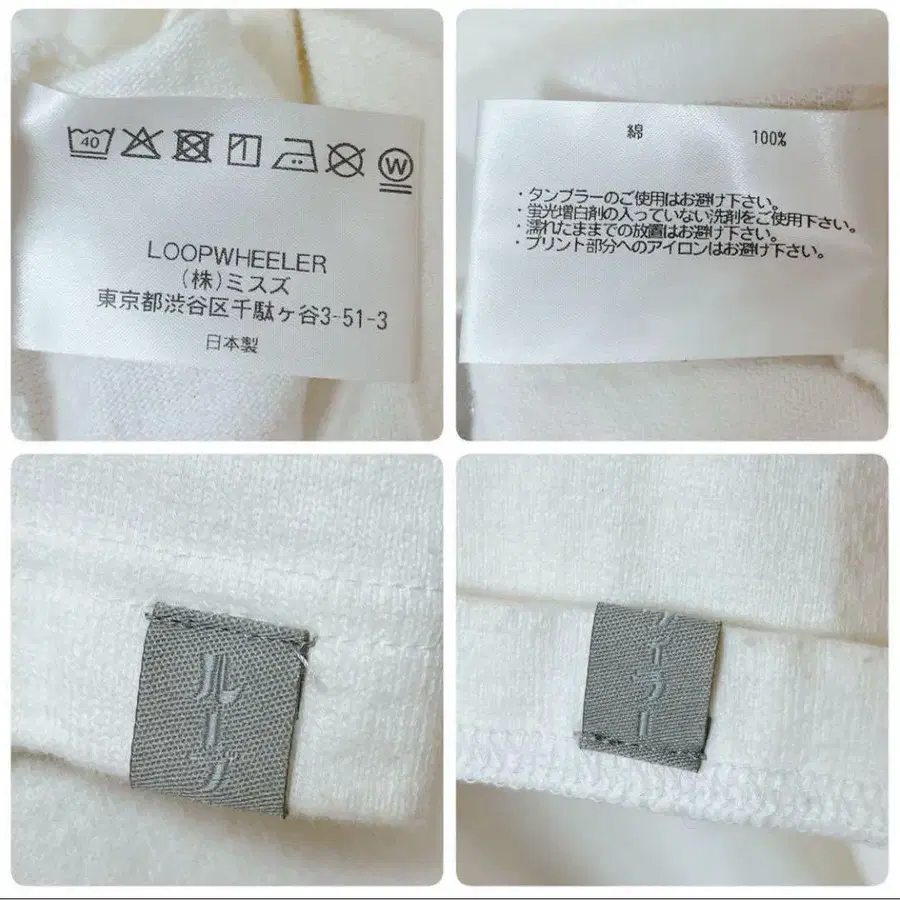 40
W
LOOPWHEELER
(株)ミスズ
東京都渋谷区千駄ヶ谷3-51-3
日本製
綿 100%
・タンブラーのご使用はお避け下さい。
・蛍光増白剤の入っていない洗剤をご使用下さい。
・濡れたままでの放置はお避け下さい。
・プリント部分へのアイロンはお避け下さい。
ループ